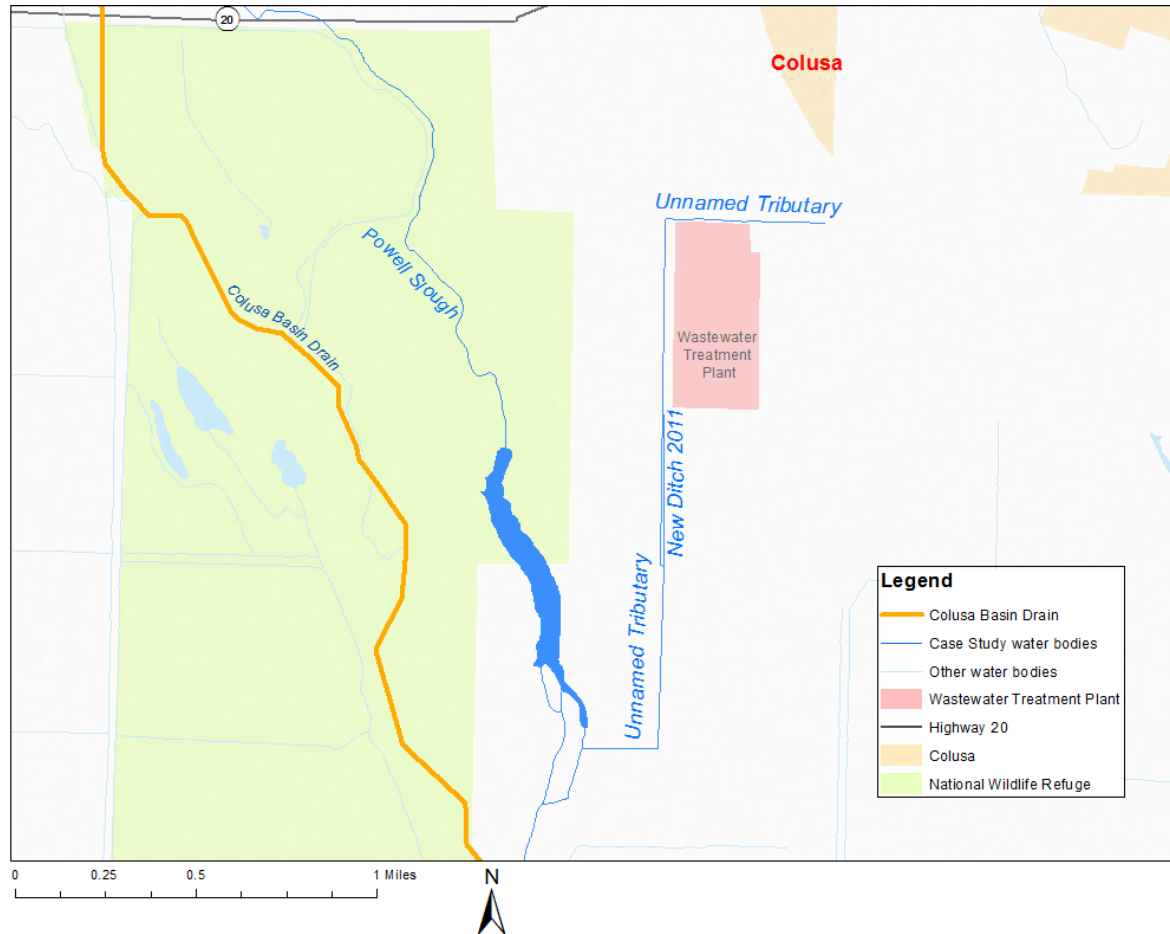 20
Colusa
Unnamed Tributary
PoWell Slough
Colusa Basin Drain
Wastewater
Treatment
Plant
New Ditch 2011
Unnamed Tributary
Legend
Colusa Basin Drain
Case Study water bodies
Other water bodies
Wastewater Treatment Plant
Highway 20
Colusa
National Wildlife Refuge
0 0.25 0.5 1 Miles
N